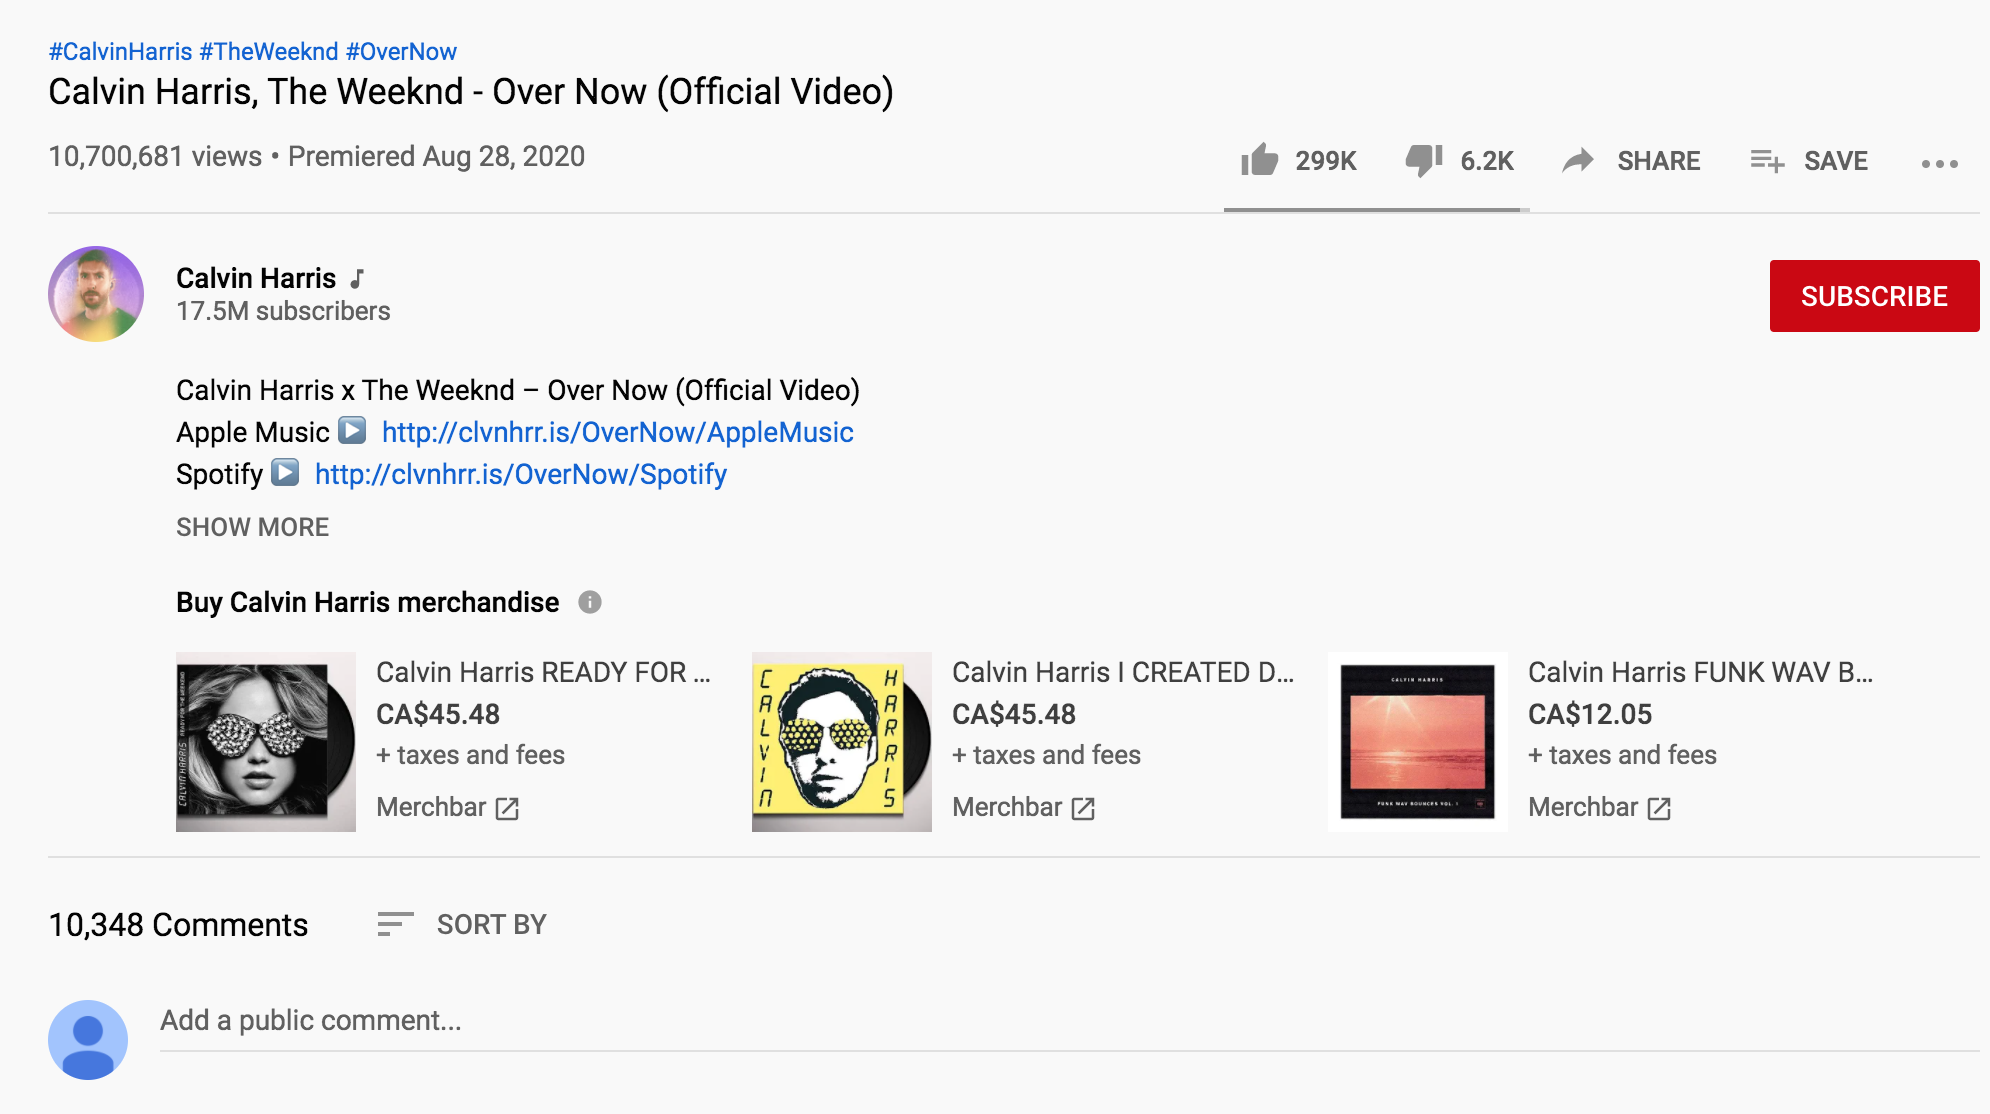 #CalvinHarris #TheWeeknd #OverNow
Calvin Harris, The Weeknd - Over Now (Official Video)
10,700,681 views • Premiered Aug 28, 2020
299K 6.2K SHARE SAVE
Calvin Harris
17.5M subscribers
SUBSCRIBE
Calvin Harris x The Weeknd – Over Now (Official Video)
Apple Music ▶️ http://clvnhrr.is/OverNow/AppleMusic
Spotify ▶️ http://clvnhrr.is/OverNow/Spotify
SHOW MORE
Buy Calvin Harris merchandise
CALVIN HARRIS READY FOR THE WEEKEND
Calvin Harris READY FOR ...
CA$45.48
+ taxes and fees
Merchbar
CALVIN HARRIS
Calvin Harris I CREATED D...
CA$45.48
+ taxes and fees
Merchbar
CALVIN HARRIS
FUNK WAV BOUNCES VOL. 1
Calvin Harris FUNK WAV B...
CA$12.05
+ taxes and fees
Merchbar
10,348 Comments SORT BY
Add a public comment...